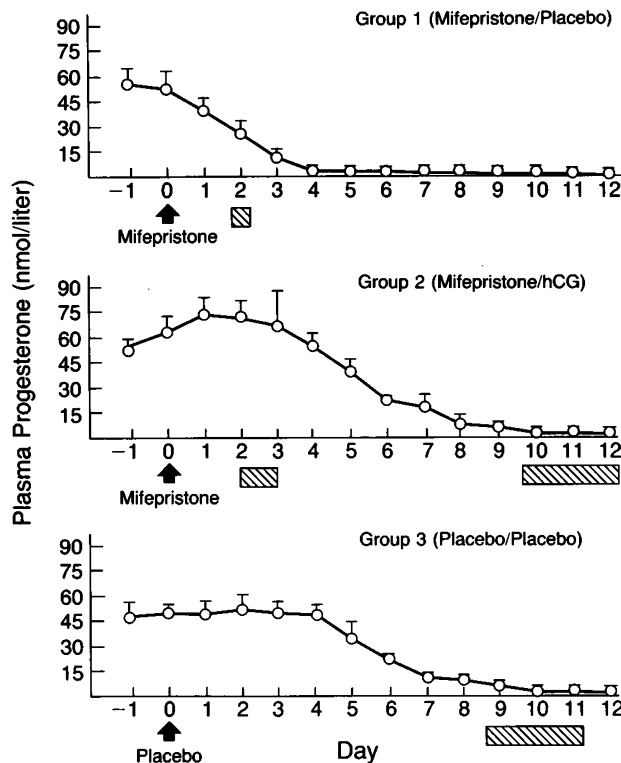 Plasma Progesterone (nmol/liter)
Group 1 (Mifepristone/Placebo)
90
75
60
45
30
15
−1 0 1 2 3 4 5 6 7 8 9 10 11 12
Mifepristone
Group 2 (Mifepristone/hCG)
90
75
60
45
30
15
−1 0 1 2 3 4 5 6 7 8 9 10 11 12
Mifepristone
Group 3 (Placebo/Placebo)
90
75
60
45
30
15
−1 0 1 2 3 4 5 6 7 8 9 10 11 12
Placebo
Day